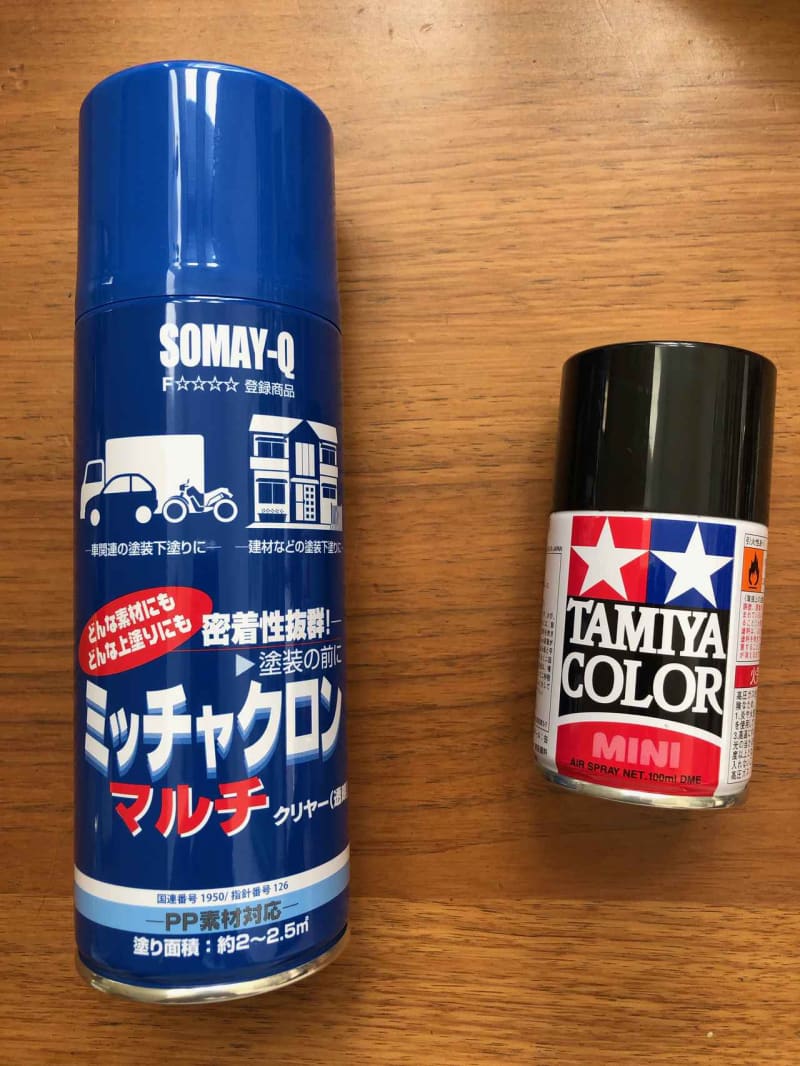 SOMAY-Q
F☆☆☆☆ 登録商品
車関連の塗装下塗りに
建材などの塗装下塗りに
どんな素材にも
どんな上塗りにも
密着性抜群!
▶塗装の前に
ミッチャクロン
マルチ
クリヤー(透明
国連番号 1950/ 指針番号 126
PP素材対応
塗り面積:約2〜2.5㎡
TAMIYA
COLOR
MINI
AIR SPRAY NET. 100ml DME